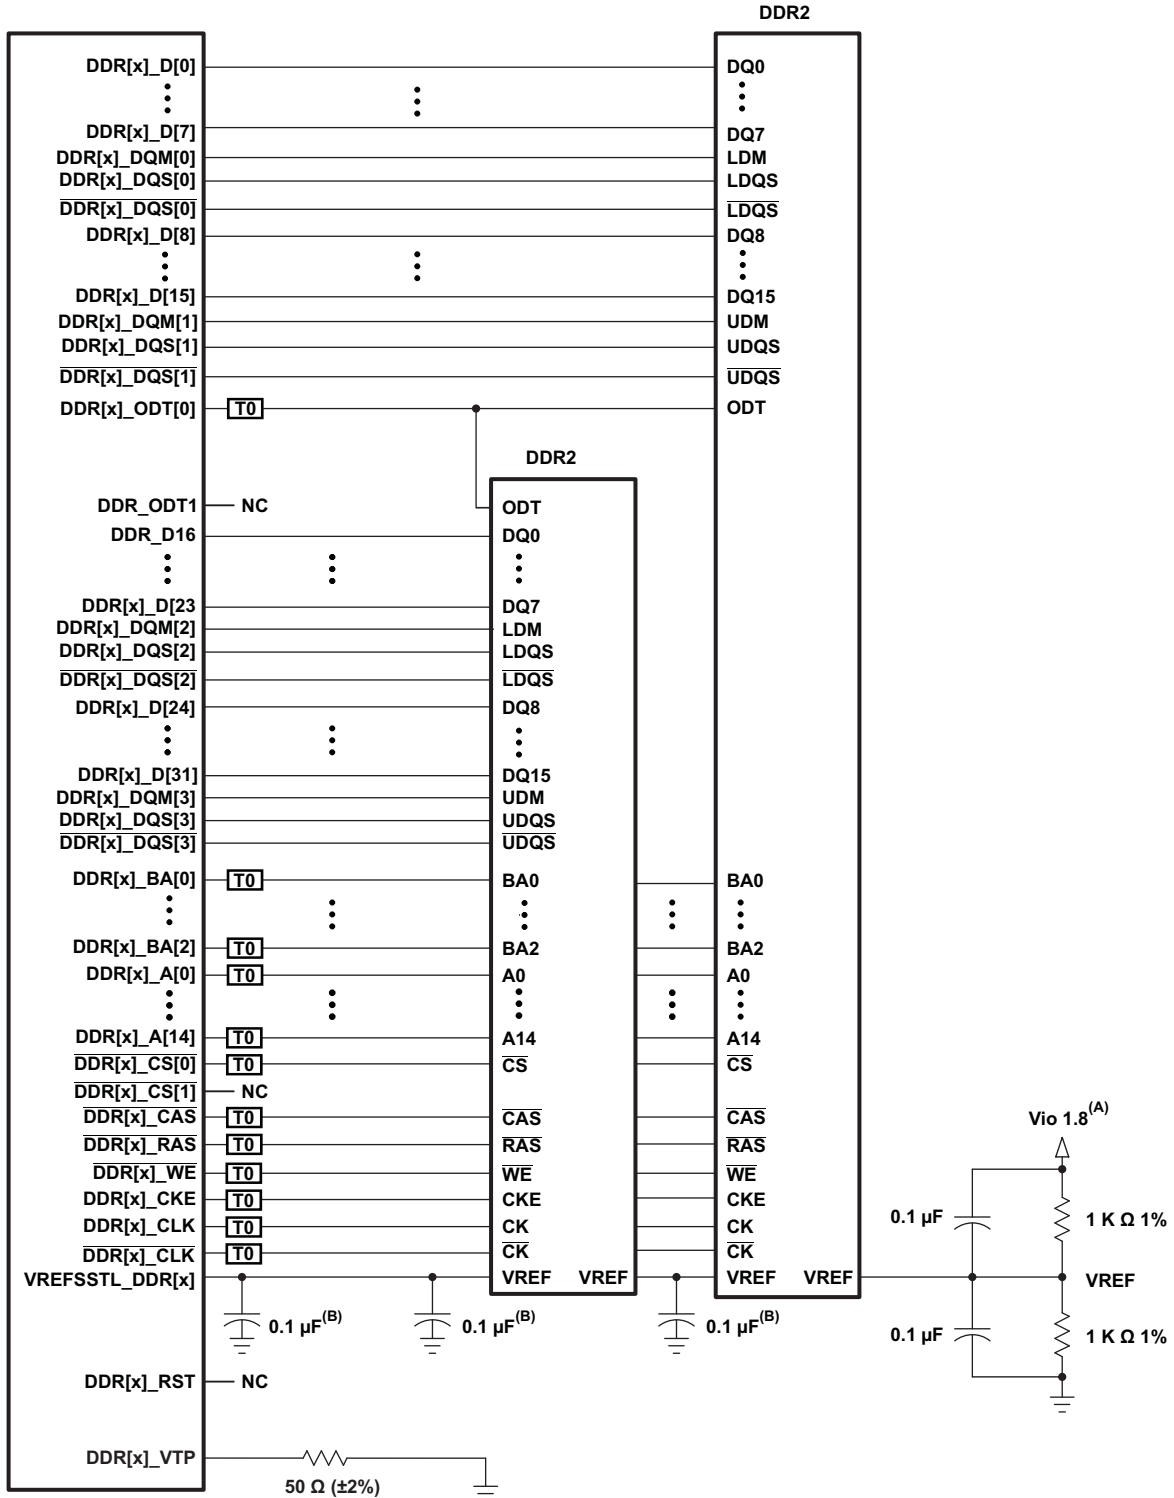 DDR2
DDR[x]_D[0] DQ0
DDR[x]_D[7] DQ7
DDR[x]_DQM[0] LDM
DDR[x]_DQS[0] LDQS
DDR[x]_DQS[0] LDQS
DDR[x]_D[8] DQ8
DDR[x]_D[15] DQ15
DDR[x]_DQM[1] UDM
DDR[x]_DQS[1] UDQS
DDR[x]_DQS[1] UDQS
DDR[x]_ODT[0] T0 ODT
DDR2
DDR_ODT1 NC ODT
DDR_D16 DQ0
DDR[x]_D[23 DQ7
DDR[x]_DQM[2] LDM
DDR[x]_DQS[2] LDQS
DDR[x]_DQS[2] LDQS
DDR[x]_D[24] DQ8
DDR[x]_D[31] DQ15
DDR[x]_DQM[3] UDM
DDR[x]_DQS[3] UDQS
DDR[x]_DQS[3] UDQS
DDR[x]_BA[0] T0 BA0 BA0
DDR[x]_BA[2] T0 BA2 BA2
DDR[x]_A[0] T0 A0 A0
DDR[x]_A[14] T0 A14 A14
DDR[x]_CS[0] T0 CS CS
DDR[x]_CS[1] NC
DDR[x]_CAS T0 CAS CAS
Vio 1.8(A)
DDR[x]_RAS T0 RAS RAS
DDR[x]_WE T0 WE WE
DDR[x]_CKE T0 CKE CKE
0.1 µF 1 K Ω 1%
DDR[x]_CLK T0 CK CK
DDR[x]_CLK T0 CK CK
VREFSSTL_DDR[x] VREF VREF VREF VREF VREF
0.1 µF(B) 0.1 µF(B) 0.1 µF(B) 0.1 µF 1 K Ω 1%
DDR[x]_RST NC
DDR[x]_VTP
50 Ω (±2%)